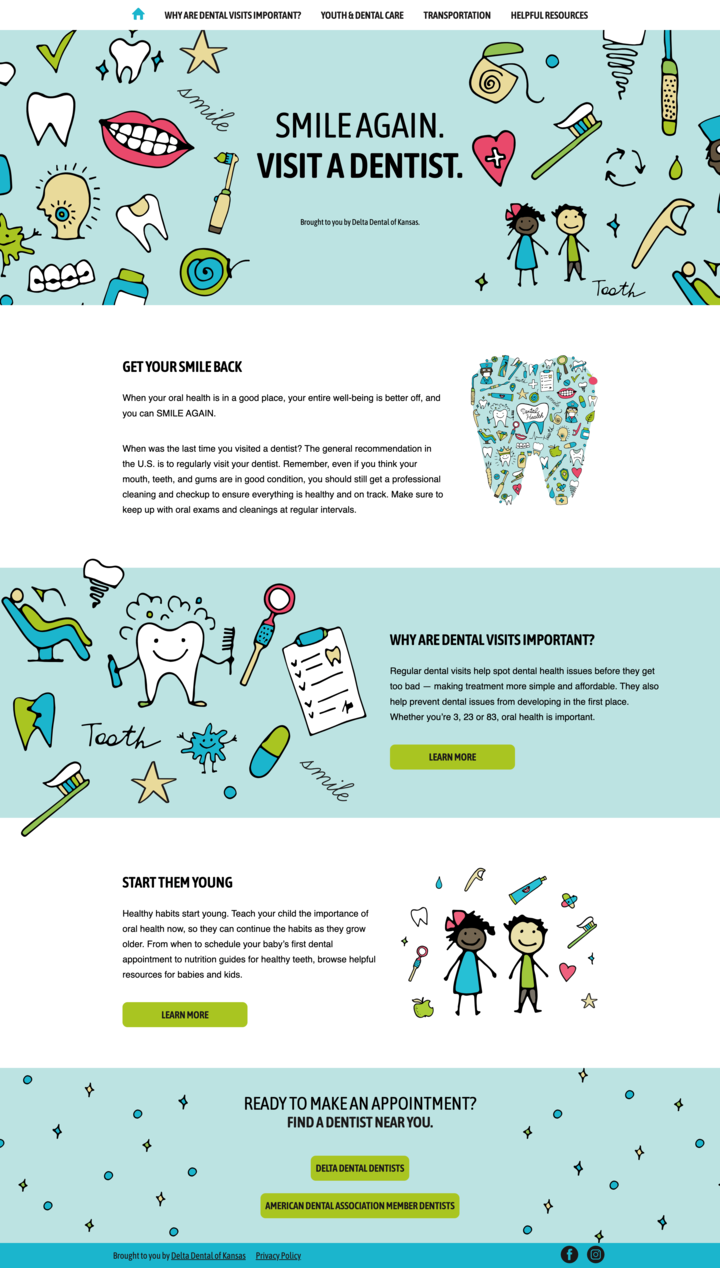 WHY ARE DENTAL VISITS IMPORTANT? YOUTH & DENTAL CARE TRANSPORTATION HELPFUL RESOURCES
smile
SMILE AGAIN.
VISIT A DENTIST.
Brought to you by Delta Dental of Kansas.
Teeth
GET YOUR SMILE BACK
When your oral health is in a good place, your entire well-being is better off, and
you can SMILE AGAIN.
When was the last time you visited a dentist? The general recommendation in
the U.S. is to regularly visit your dentist. Remember, even if you think your
mouth, teeth, and gums are in good condition, you should still get a professional
cleaning and checkup to ensure everything is healthy and on track. Make sure to
keep up with oral exams and cleanings at regular intervals.
Dental
Health
WHY ARE DENTAL VISITS IMPORTANT?
Regular dental visits help spot dental health issues before they get
too bad — making treatment more simple and affordable. They also
help prevent dental issues from developing in the first place.
Whether you're 3, 23 or 83, oral health is important.
LEARN MORE
Teeth
smile
START THEM YOUNG
Healthy habits start young. Teach your child the importance of
oral health now, so they can continue the habits as they grow
older. From when to schedule your baby's first dental
appointment to nutrition guides for healthy teeth, browse helpful
resources for babies and kids.
LEARN MORE
READY TO MAKE AN APPOINTMENT?
FIND A DENTIST NEAR YOU.
DELTA DENTAL DENTISTS
AMERICAN DENTAL ASSOCIATION MEMBER DENTISTS
Brought to you by Delta Dental of Kansas Privacy Policy